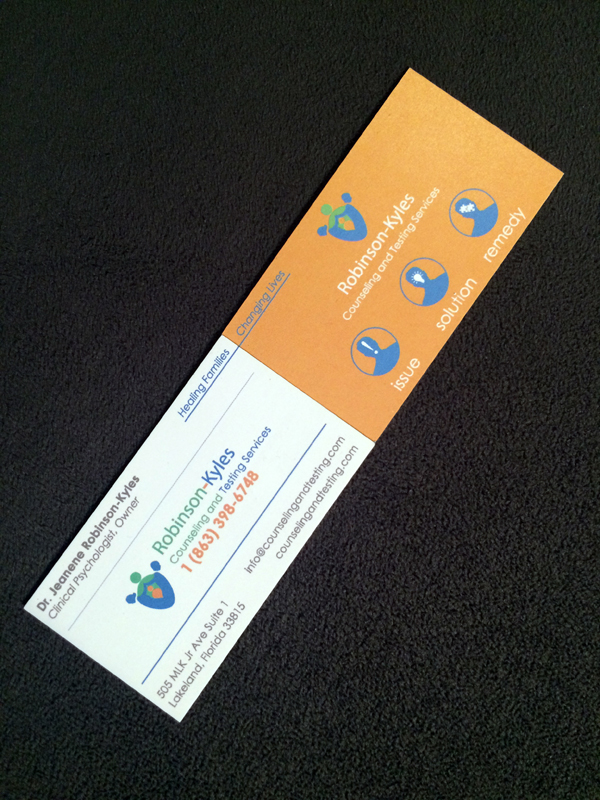 Dr. Jeanene Robinson-Kyles
Clinical Psychologist, Owner
Healing Families
Robinson-Kyles
Counseling and Testing Services
1 (863) 398-6748
505 MLK Jr Ave Suite 1
Lakeland, Florida 33815
info@counselingandtesting.com
counselingandtesting.com
Changing Lives
Robinson-Kyles
Counseling and Testing Services
issue
solution
remedy